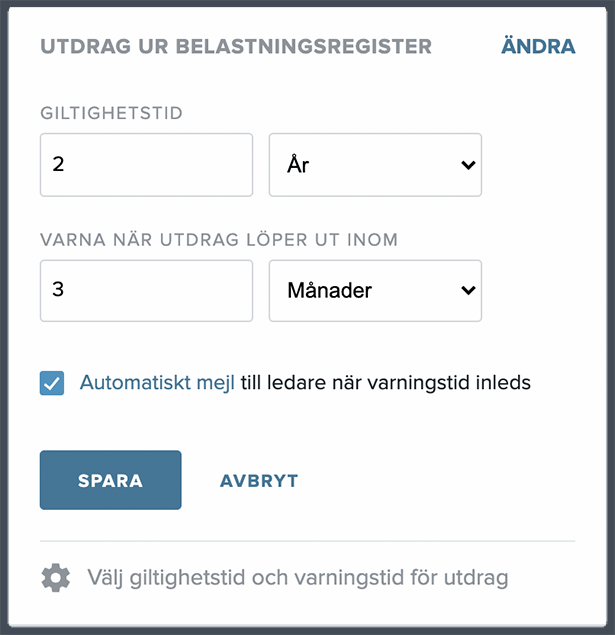 UTDRAG UR BELASTNINGSREGISTER ÄNDRA
GILTIGHETSTID
2 År
VARNA NÄR UTDRAG LÖPER UT INOM
3 Månader
Automatiskt mejl till ledare när varningstid inleds
SPARA AVBRYT
Välj giltighetstid och varningstid för utdrag